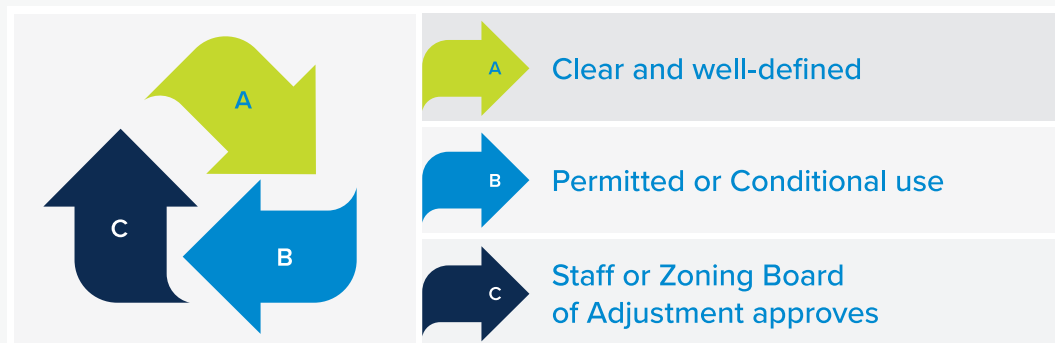 A
B
C
A
Clear and well-defined
B
Permitted or Conditional use
C
Staff or Zoning Board
of Adjustment approves